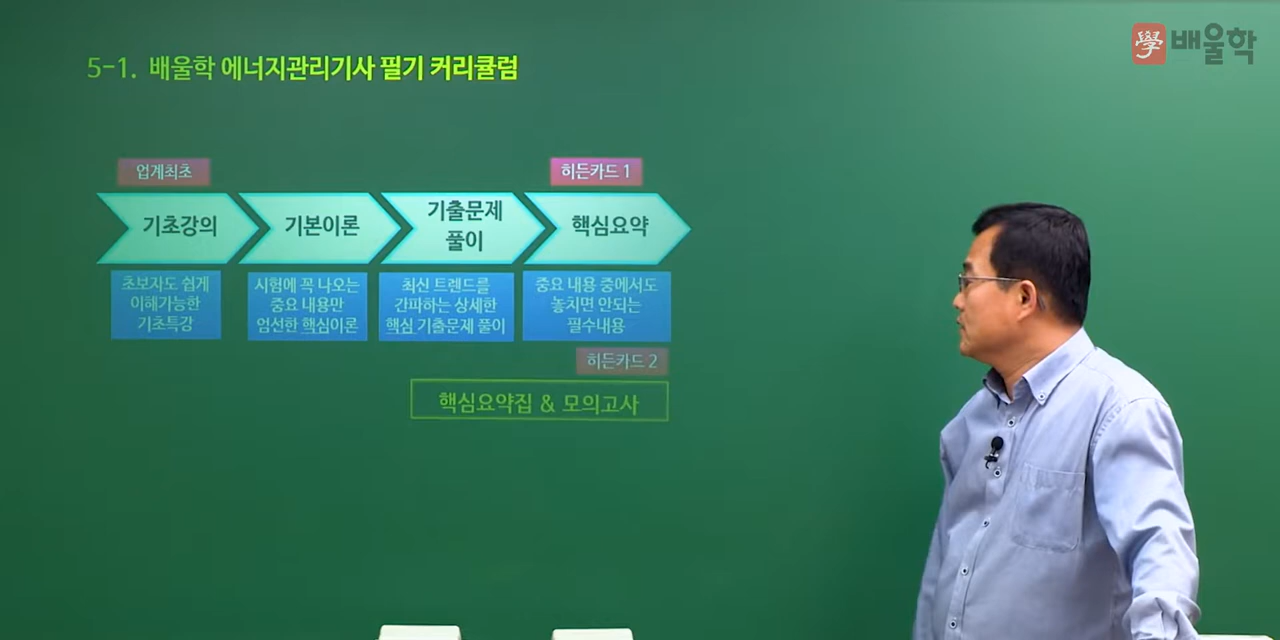 學 배울학
5-1. 배울학 에너지관리기사 필기 커리큘럼
업계최초
히든카드 1
기초강의
기본이론
기출문제
풀이
핵심요약
초보자도 쉽게
이해가능한
기초특강
시험에 꼭 나오는
중요 내용만
엄선한 핵심이론
최신 트렌드를
간파하는 상세한
핵심 기출문제 풀이
중요 내용 중에서도
놓치면 안되는
필수내용
히든카드 2
핵심요약집 & 모의고사